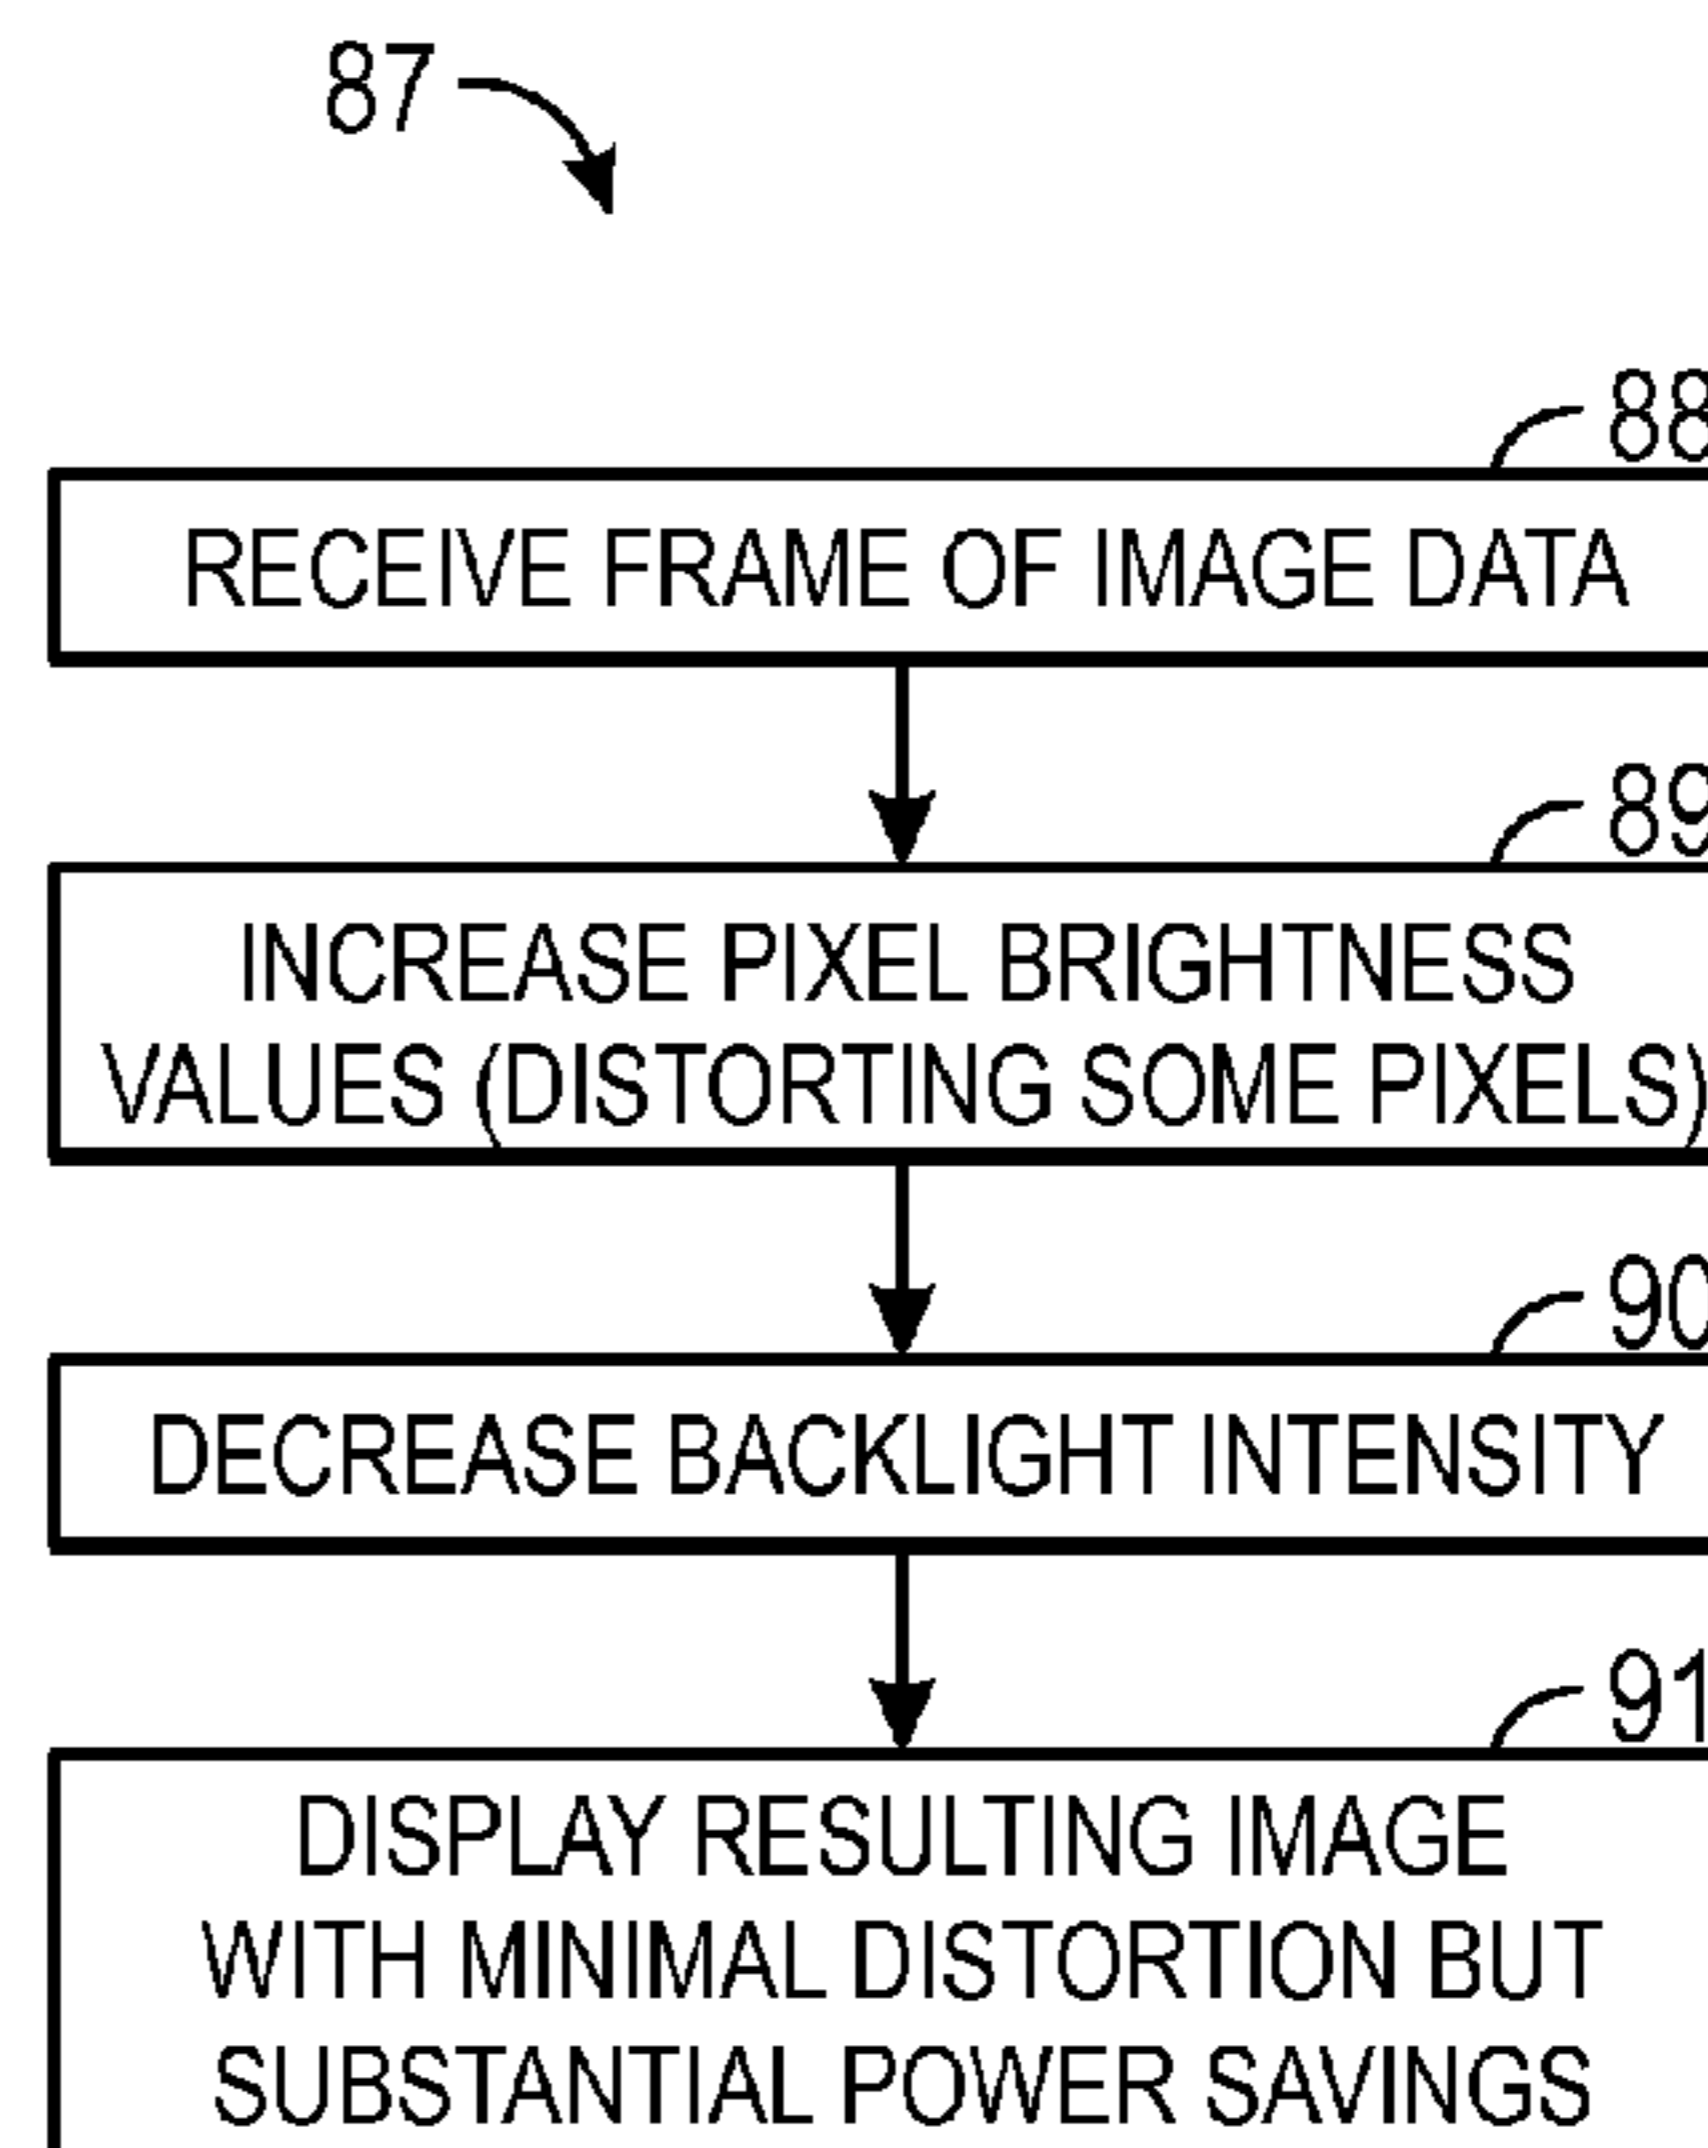 87
88
RECEIVE FRAME OF IMAGE DATA
89
INCREASE PIXEL BRIGHTNESS
VALUES (DISTORTING SOME PIXELS)
90
DECREASE BACKLIGHT INTENSITY
91
DISPLAY RESULTING IMAGE
WITH MINIMAL DISTORTION BUT
SUBSTANTIAL POWER SAVINGS